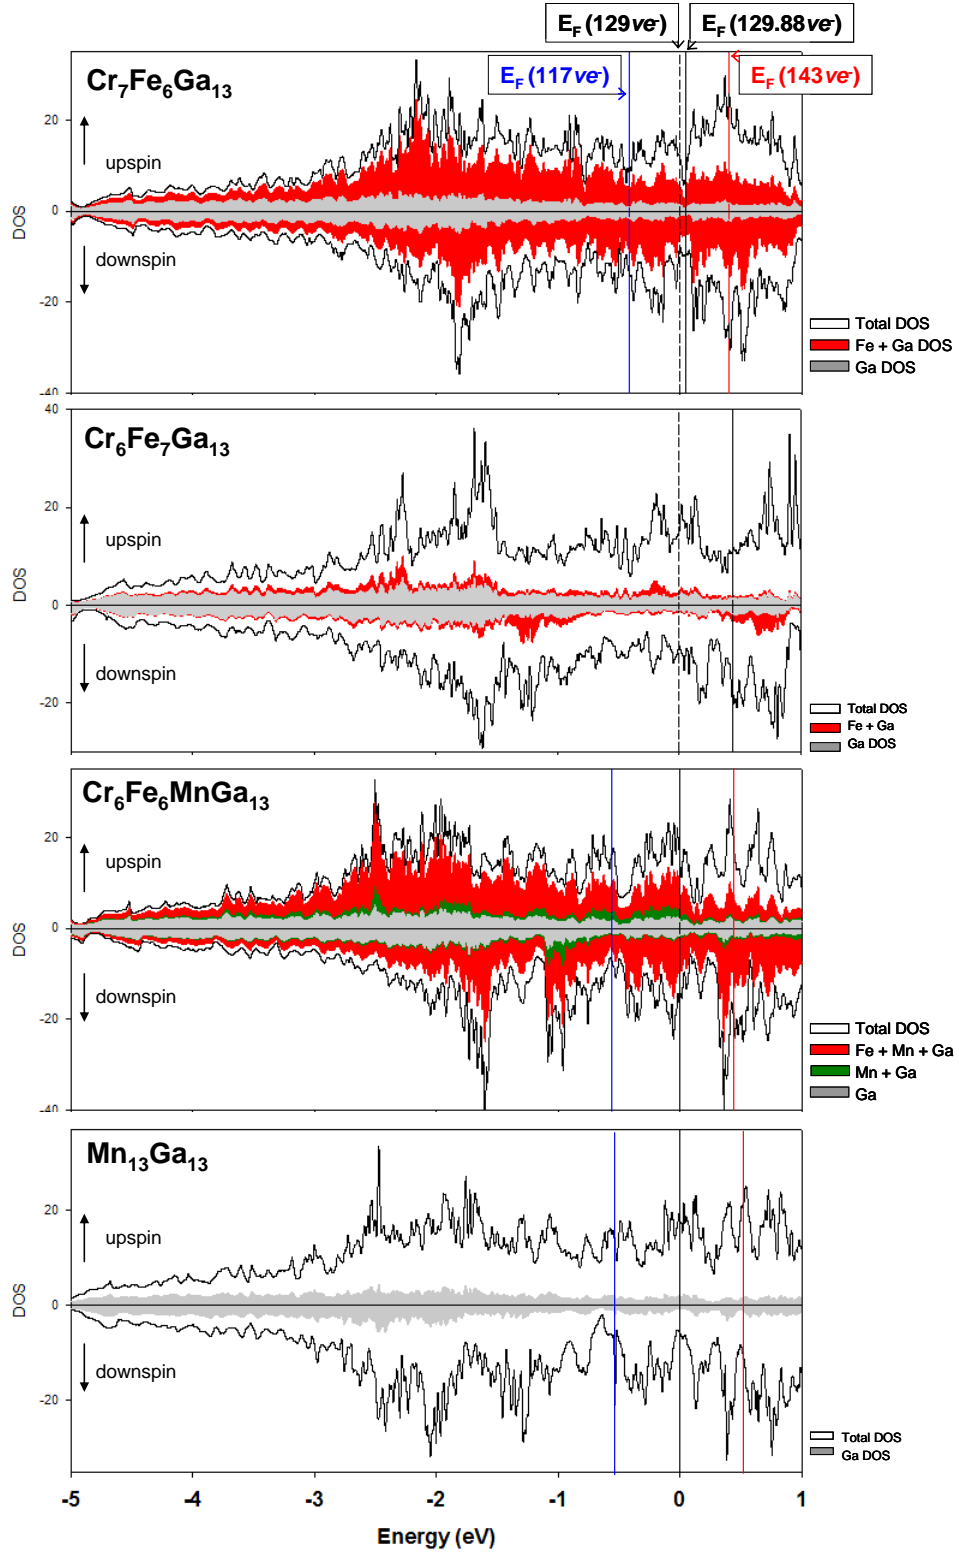 E_F (129ve-) E_F (129.88ve-)
E_F (117ve-) E_F (143ve-)
Cr7Fe6Ga13
20
upspin
0
DOS
downspin
-20
-40
Total DOS
Fe + Ga DOS
Ga DOS
40
Cr6Fe7Ga13
20
upspin
0
DOS
downspin
-20
Total DOS
Fe + Ga
Ga DOS
Cr6Fe6MnGa13
20
upspin
0
DOS
downspin
-20
-40
Total DOS
Fe + Mn + Ga
Mn + Ga
Ga
Mn13Ga13
20
upspin
0
DOS
downspin
-20
Total DOS
Ga DOS
-5 -4 -3 -2 -1 0 1
Energy (eV)